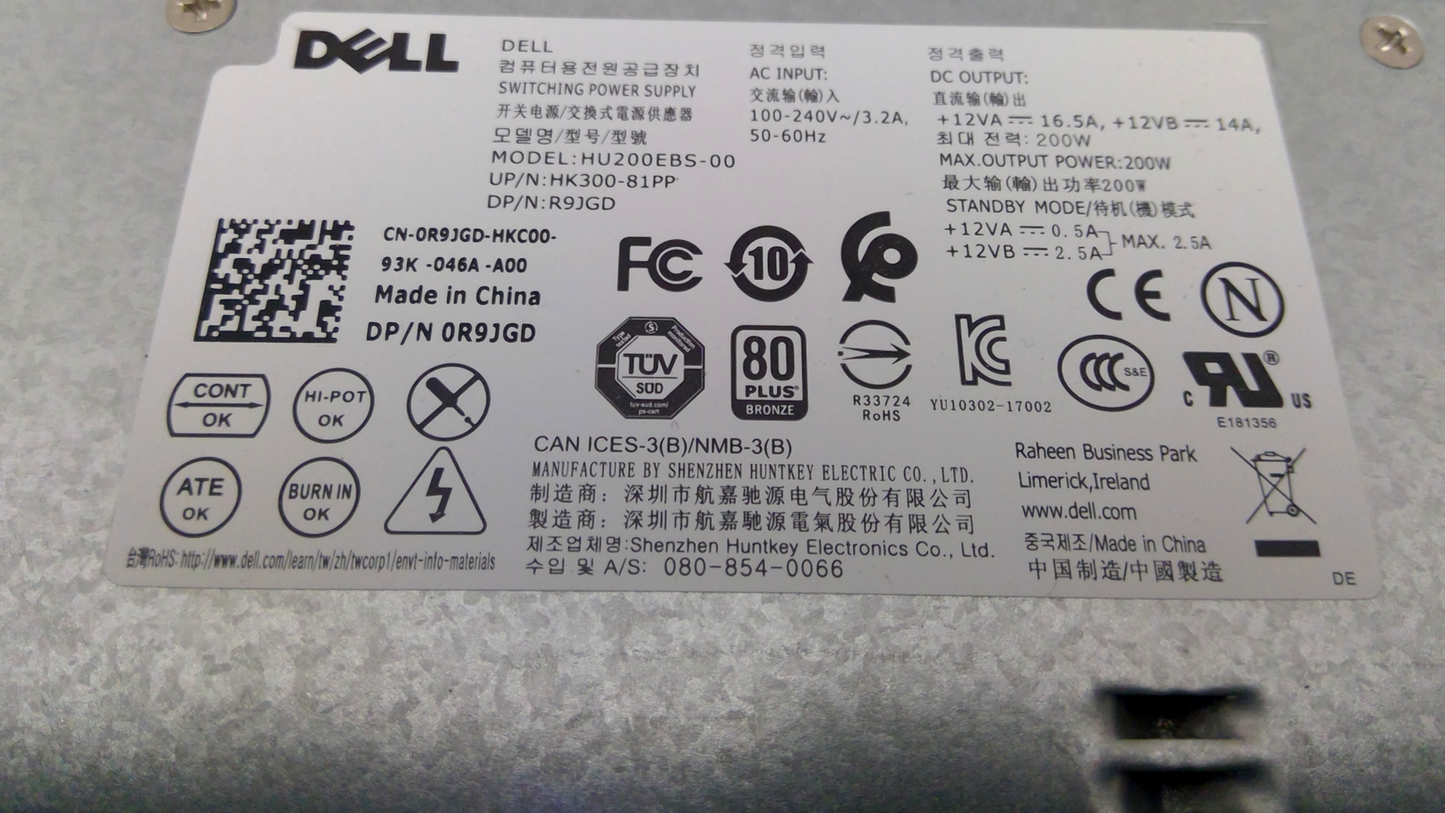 DELL
DELL
컴퓨터용전원공급장치
SWITCHING POWER SUPPLY
开关电源/交換式電源供應器
모델명/型号/型號
MODEL:HU200EBS-00
UP/N:HK300-81PP
DP/N:R9JGD
정격입력
AC INPUT:
交流输(輸)入
100-240V~/3.2A,
50-60Hz
정격출력
DC OUTPUT:
直流输(輸)出
+12VA ⎓ 16.5A, +12VB ⎓ 14A,
최대 전력: 200W
MAX.OUTPUT POWER:200W
最大输(輸)出功率200W
STANDBY MODE/待机(機)模式
+12VA ⎓ 0.5A
+12VB ⎓ 2.5A
MAX. 2.5A
CN-0R9JGD-HKC00-
93K -046A -A00
Made in China
DP/N 0R9JGD
FC
10
CE
N
Type tested
Production monitored
TÜV
SÜD
tuv-sud.com/
ps-cert
80
PLUS®
BRONZE
R33724
RoHS
KC
YU10302-17002
CCC S&E
C RU® US
E181356
CONT
OK
HI-POT
OK
ATE
OK
BURN IN
OK
台灣RoHS: http://www.dell.com/learn/tw/zh/twcorp1/envt-info-materials
CAN ICES-3(B)/NMB-3(B)
MANUFACTURE BY SHENZHEN HUNTKEY ELECTRIC CO.,LTD.
制造商：深圳市航嘉驰源电气股份有限公司
製造商：深圳市航嘉馳源電氣股份有限公司
제조업체명:Shenzhen Huntkey Electronics Co., Ltd.
수입 및 A/S: 080-854-0066
Raheen Business Park
Limerick,Ireland
www.dell.com
중국제조/Made in China
中国制造/中國製造
DE